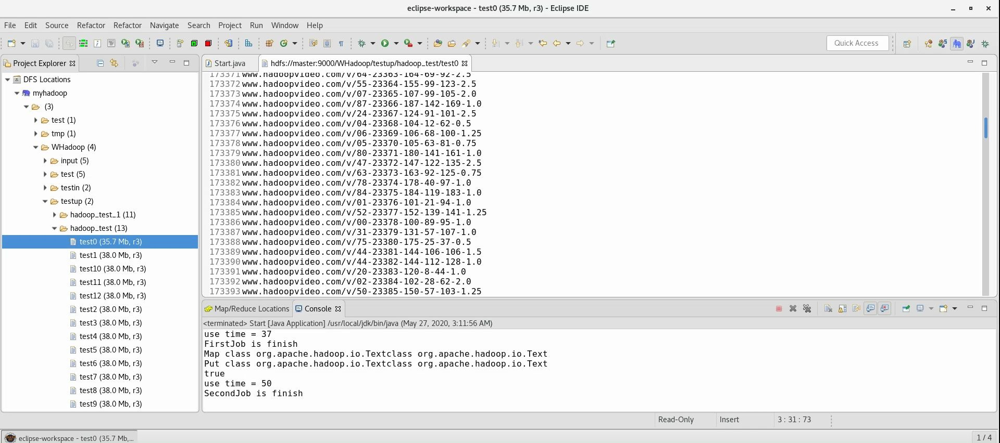 eclipse-workspace - test0 (35.7 Mb, r3) - Eclipse IDE
File Edit Source Refactor Refactor Navigate Search Project Run Window Help
Quick Access
Project Explorer
DFS Locations
myhadoop
(3)
test (1)
tmp (1)
WHadoop (4)
input (5)
test (5)
testin (2)
testup (2)
hadoop_test_1 (11)
hadoop_test (13)
test0 (35.7 Mb, r3)
test1 (38.0 Mb, r3)
test10 (38.0 Mb, r3)
test11 (38.0 Mb, r3)
test12 (38.0 Mb, r3)
test2 (38.0 Mb, r3)
test3 (38.0 Mb, r3)
test4 (38.0 Mb, r3)
test5 (38.0 Mb, r3)
test6 (38.0 Mb, r3)
test7 (38.0 Mb, r3)
test8 (38.0 Mb, r3)
test9 (38.0 Mb, r3)
Start.java hdfs://master:9000/WHadoop/testup/hadoop_test/test0
173371 www.hadoopvideo.com/v/64-23363-164-69-92-2.5
173372 www.hadoopvideo.com/v/55-23364-155-99-123-2.5
173373 www.hadoopvideo.com/v/07-23365-107-99-105-2.0
173374 www.hadoopvideo.com/v/87-23366-187-142-169-1.0
173375 www.hadoopvideo.com/v/24-23367-124-91-101-2.5
173376 www.hadoopvideo.com/v/04-23368-104-12-62-0.5
173377 www.hadoopvideo.com/v/06-23369-106-68-100-1.25
173378 www.hadoopvideo.com/v/05-23370-105-63-81-0.75
173379 www.hadoopvideo.com/v/80-23371-180-141-161-1.0
173380 www.hadoopvideo.com/v/47-23372-147-122-135-2.5
173381 www.hadoopvideo.com/v/63-23373-163-92-125-0.75
173382 www.hadoopvideo.com/v/78-23374-178-40-97-1.0
173383 www.hadoopvideo.com/v/84-23375-184-119-183-1.0
173384 www.hadoopvideo.com/v/01-23376-101-21-94-1.0
173385 www.hadoopvideo.com/v/52-23377-152-139-141-1.25
173386 www.hadoopvideo.com/v/00-23378-100-89-95-1.0
173387 www.hadoopvideo.com/v/31-23379-131-57-107-1.0
173388 www.hadoopvideo.com/v/75-23380-175-25-37-0.5
173389 www.hadoopvideo.com/v/44-23381-144-106-106-1.5
173390 www.hadoopvideo.com/v/44-23382-144-112-128-1.0
173391 www.hadoopvideo.com/v/20-23383-120-8-44-1.0
173392 www.hadoopvideo.com/v/02-23384-102-28-62-2.0
173393 www.hadoopvideo.com/v/50-23385-150-57-103-1.25
Map/Reduce Locations Console
<terminated> Start [Java Application] /usr/local/jdk/bin/java (May 27, 2020, 3:11:56 AM)
use time = 37
FirstJob is finish
Map class org.apache.hadoop.io.Textclass org.apache.hadoop.io.Text
Put class org.apache.hadoop.io.Textclass org.apache.hadoop.io.Text
true
use time = 50
SecondJob is finish
Read-Only Insert 3 : 31 : 73
eclipse-workspace - test0 (35.7 Mb,... 1 / 4